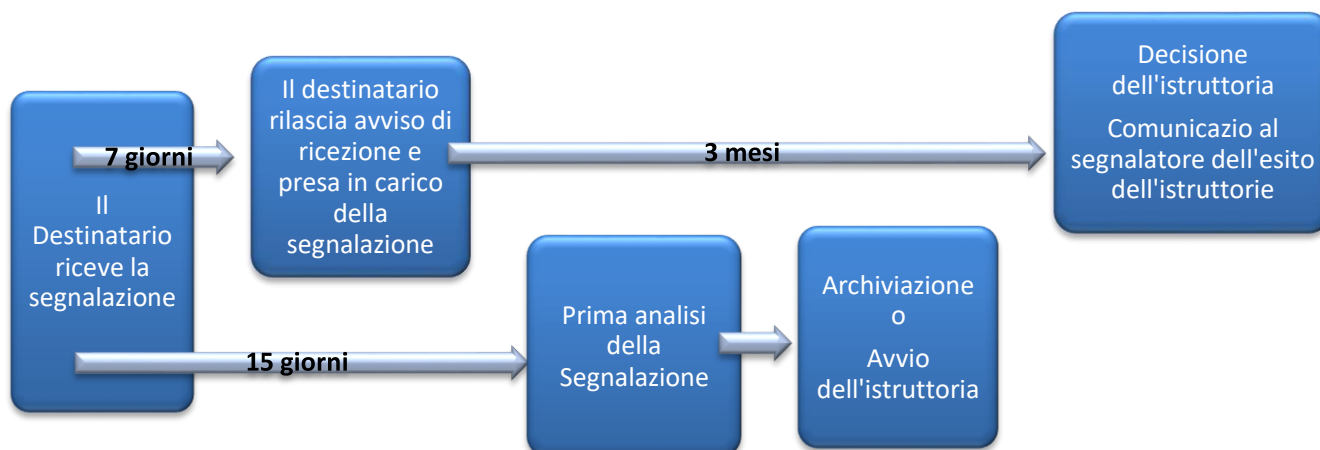 Il
Destinatario
riceve la
segnalazione
7 giorni
Il destinatario
rilascia avviso di
ricezione e
presa in carico
della
segnalazione
3 mesi
Decisione
dell'istruttoria
Comunicazio al
segnalatore dell'esito
dell'istruttorie
15 giorni
Prima analisi
della
Segnalazione
Archiviazione
o
Avvio
dell'istruttoria